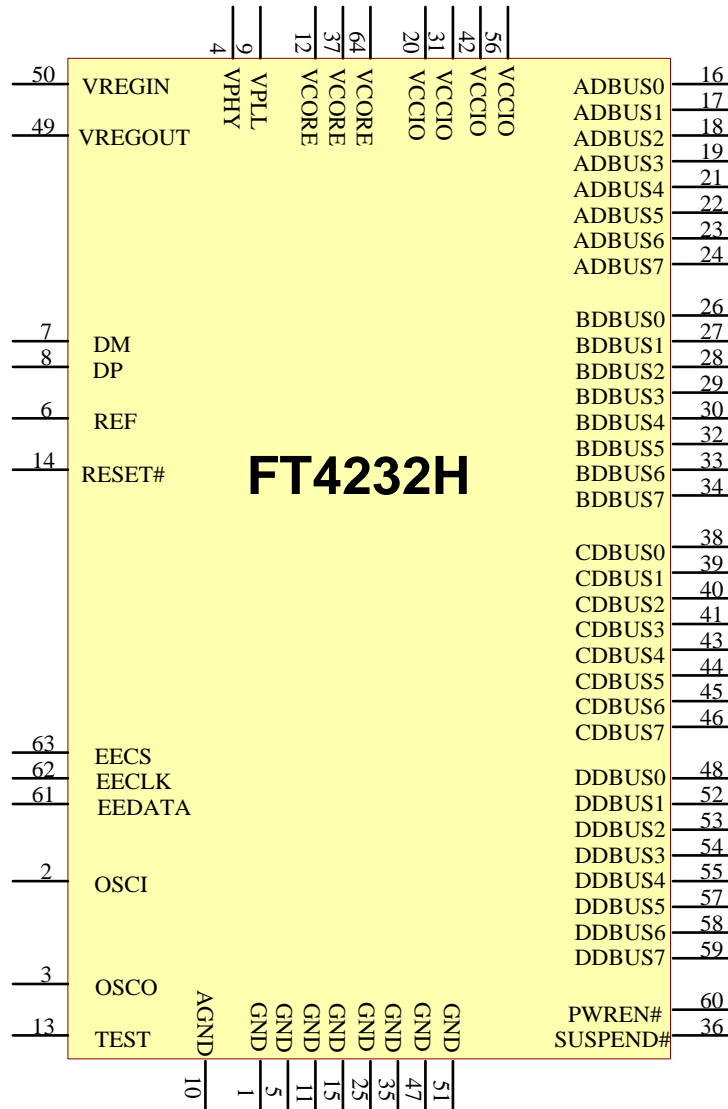 4 9 12 37 64 20 31 42 56
VPHY VPLL VCORE VCORE VCORE VCCIO VCCIO VCCIO VCCIO
50 VREGIN
49 VREGOUT
7 DM
8 DP
6 REF
14 RESET#
FT4232H
63 EECS
62 EECLK
61 EEDATA
2 OSCI
3 OSCO
13 TEST
ADBUS0 16
ADBUS1 17
ADBUS2 18
ADBUS3 19
ADBUS4 21
ADBUS5 22
ADBUS6 23
ADBUS7 24
BDBUS0 26
BDBUS1 27
BDBUS2 28
BDBUS3 29
BDBUS4 30
BDBUS5 32
BDBUS6 33
BDBUS7 34
CDBUS0 38
CDBUS1 39
CDBUS2 40
CDBUS3 41
CDBUS4 43
CDBUS5 44
CDBUS6 45
CDBUS7 46
DDBUS0 48
DDBUS1 52
DDBUS2 53
DDBUS3 54
DDBUS4 55
DDBUS5 57
DDBUS6 58
DDBUS7 59
PWREN# 60
SUSPEND# 36
AGND GND GND GND GND GND GND GND GND
10 1 5 11 15 25 35 47 51